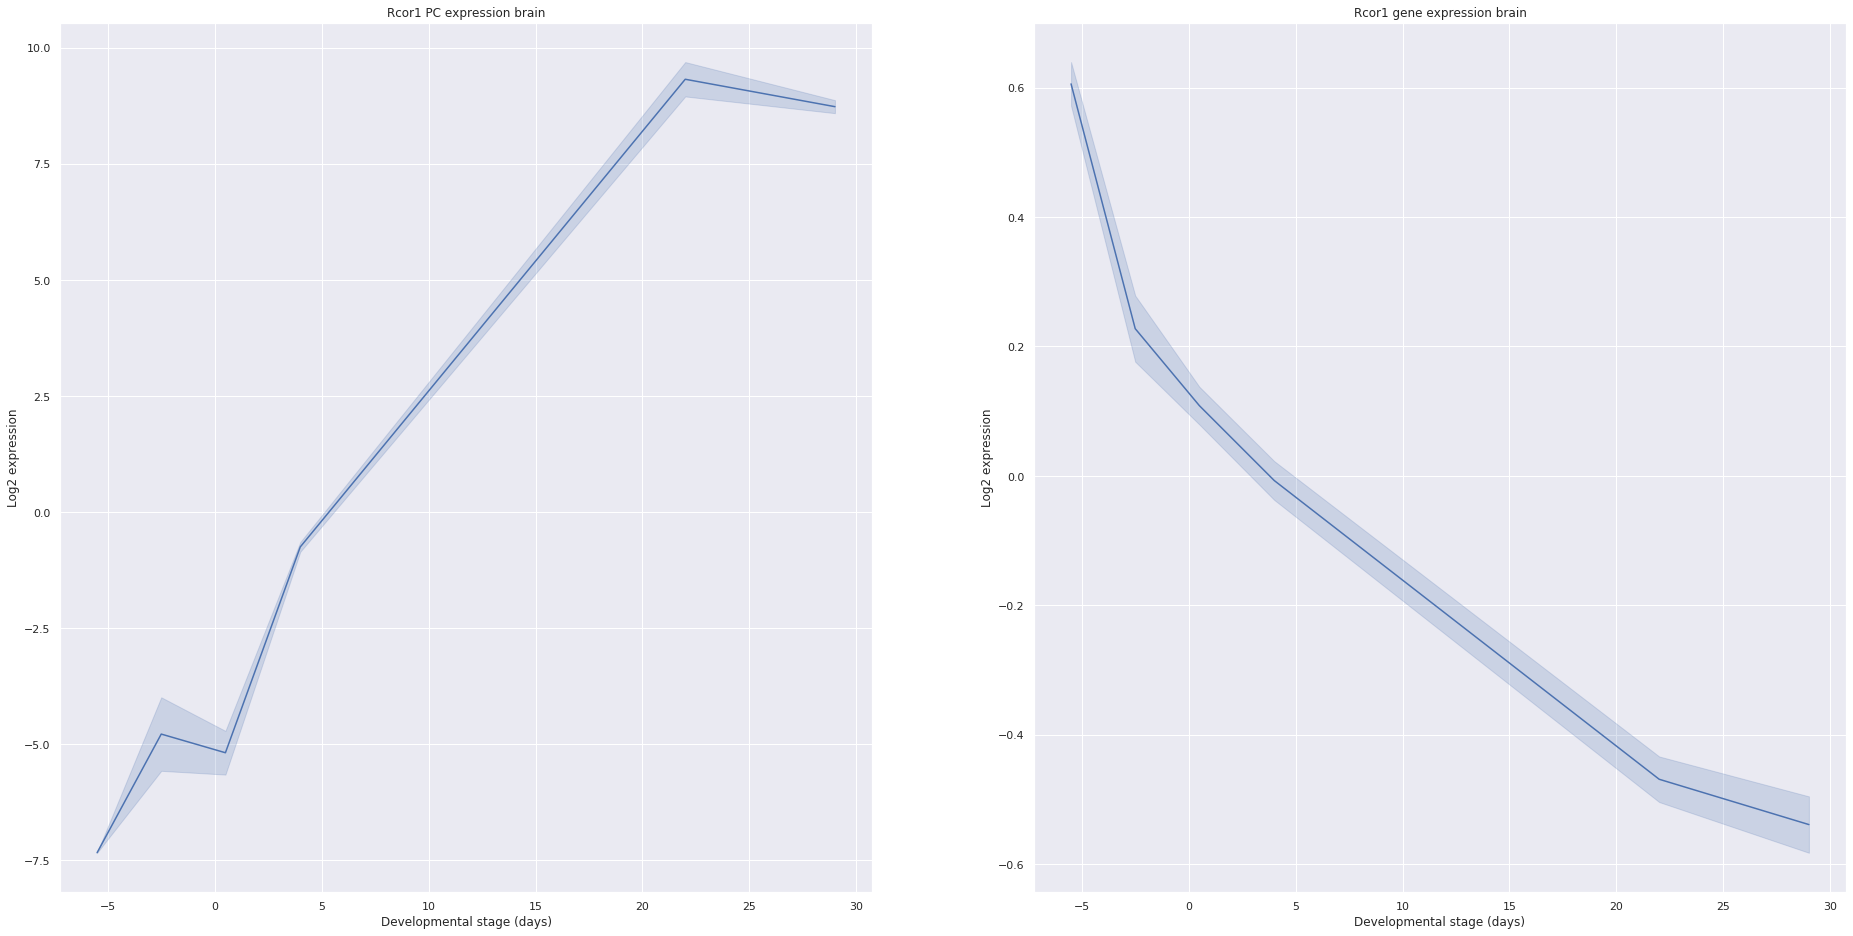 Rcor1 PC expression brain
Log2 expression
10.0
7.5
5.0
2.5
0.0
−2.5
−5.0
−7.5
−5 0 5 10 15 20 25 30
Developmental stage (days)
Rcor1 gene expression brain
Log2 expression
0.6
0.4
0.2
0.0
−0.2
−0.4
−0.6
−5 0 5 10 15 20 25 30
Developmental stage (days)